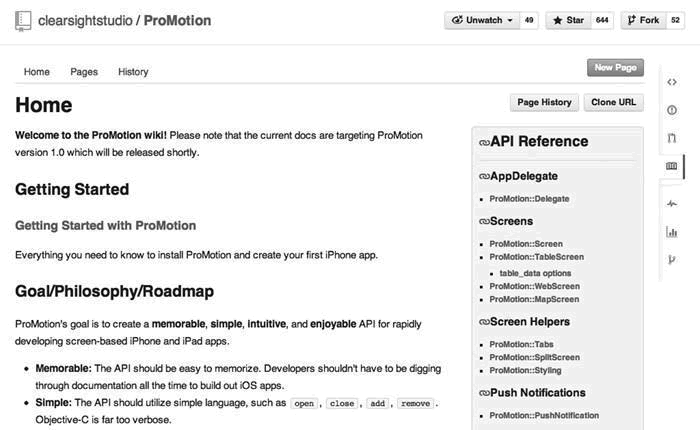 clearsightstudio / ProMotion
Unwatch 49 Star 644 Fork 52
Home Pages History
New Page
Home
Page History Clone URL
Welcome to the ProMotion wiki! Please note that the current docs are targeting ProMotion
version 1.0 which will be released shortly.
Getting Started
Getting Started with ProMotion
Everything you need to know to install ProMotion and create your first iPhone app.
Goal/Philosophy/Roadmap
ProMotion's goal is to create a memorable, simple, intuitive, and enjoyable API for rapidly
developing screen-based iPhone and iPad apps.
Memorable: The API should be easy to memorize. Developers shouldn't have to be digging
through documentation all the time to build out iOS apps.
Simple: The API should utilize simple language, such as open, close, add, remove.
Objective-C is far too verbose.
API Reference
AppDelegate
ProMotion::Delegate
Screens
ProMotion::Screen
ProMotion::TableScreen
table_data options
ProMotion::WebScreen
ProMotion::MapScreen
Screen Helpers
ProMotion::Tabs
ProMotion::SplitScreen
ProMotion::Styling
Push Notifications
ProMotion::PushNotification